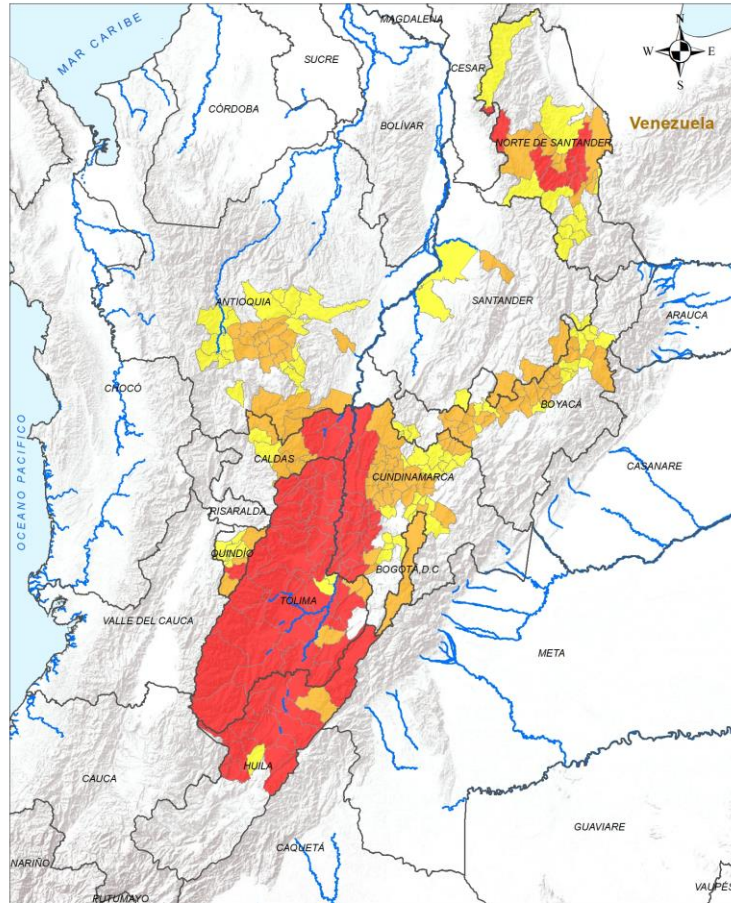 MAGDALENA
MAR CARIBE
N
W E
S
SUCRE
CESAR
CÓRDOBA
BOLÍVAR
Venezuela
NORTE DE SANTANDER
ANTIOQUIA
SANTANDER
ARAUCA
CHOCÓ
BOYACÁ
CALDAS
CUNDINAMARCA
CASANARE
OCEANO PACIFICO
RISARALDA
QUINDÍO
BOGOTÁ, D.C
TOLIMA
VALLE DEL CAUCA
META
HUILA
CAUCA
GUAVIARE
CAQUETÁ
NARIÑO
VAUPÉS
PUTUMAYO